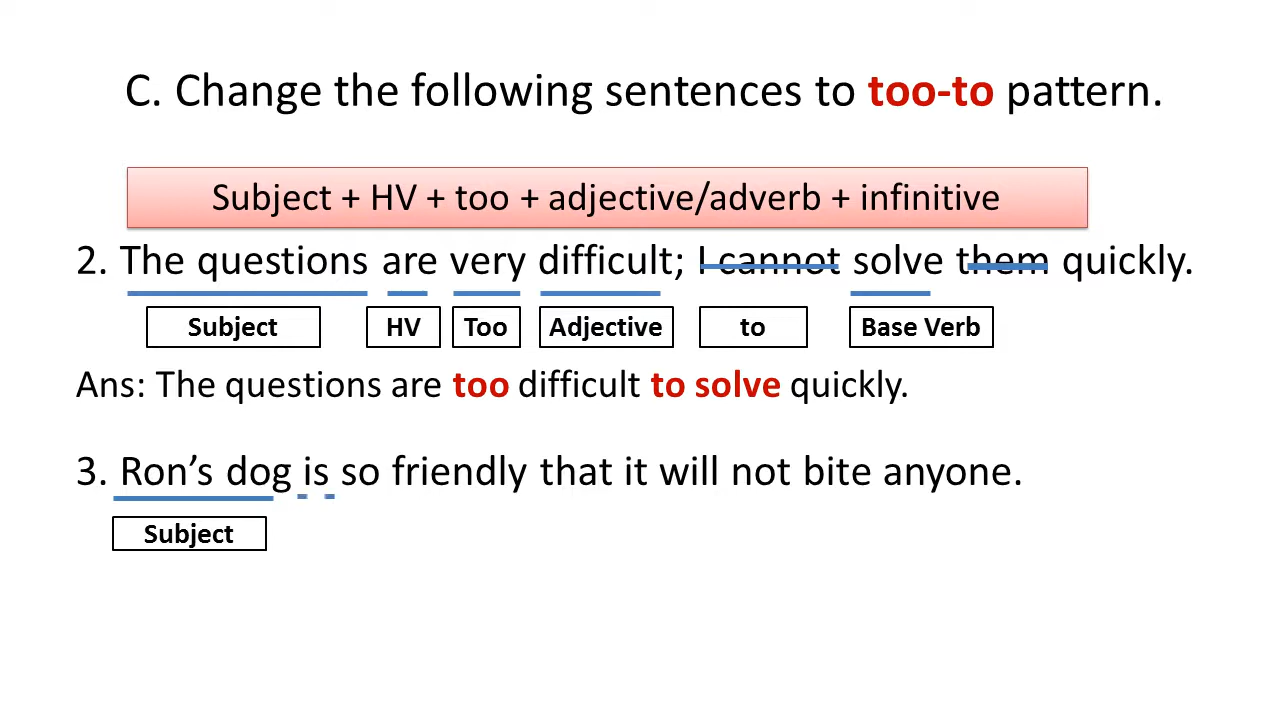 C. Change the following sentences to too-to pattern.
Subject + HV + too + adjective/adverb + infinitive
2. The questions are very difficult; I cannot solve them quickly.
Subject HV Too Adjective to Base Verb
Ans: The questions are too difficult to solve quickly.
3. Ron’s dog is so friendly that it will not bite anyone.
Subject